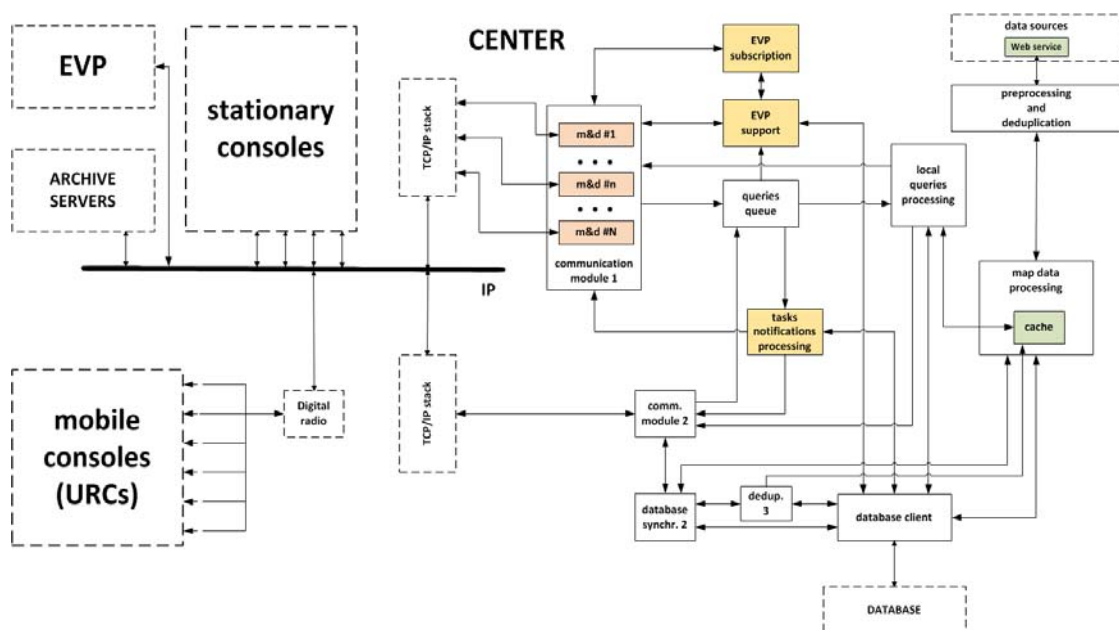 EVP
stationary
consoles
ARCHIVE
SERVERS
CENTER
TCP/IP stack
IP
EVP
subscription
EVP
support
m&d #1
• • •
m&d #n
• • •
m&d #N
communication
module 1
queries
queue
local
queries
processing
data sources
Web service
preprocessing
and
deduplication
map data
processing
cache
tasks
notifications
processing
mobile
consoles
(URCs)
Digital
radio
TCP/IP stack
comm.
module 2
database
synchr. 2
dedup.
3
database client
DATABASE